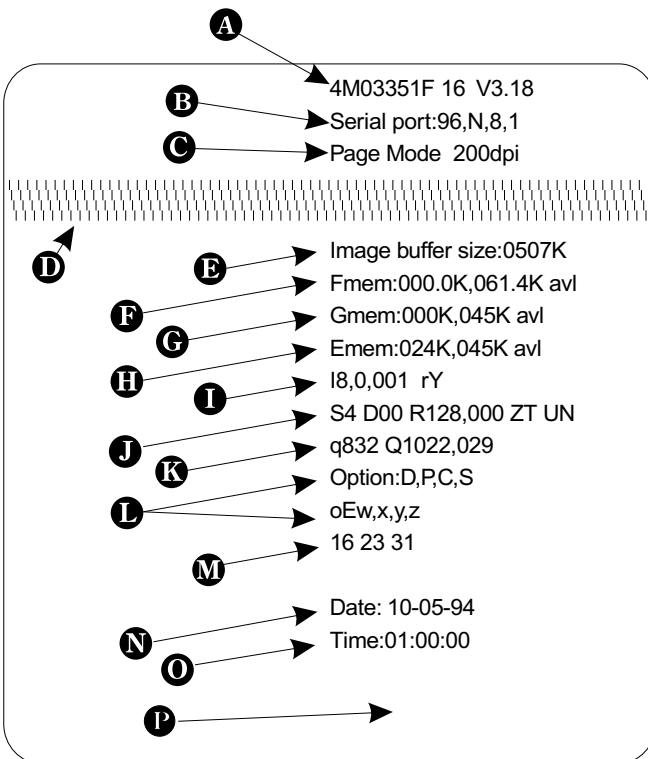 A
4M03351F 16 V3.18
B
Serial port:96,N,8,1
C
Page Mode 200dpi
D
E
Image buffer size:0507K
Fmem:000.0K,061.4K avl
F
Gmem:000K,045K avl
G
Emem:024K,045K avl
H
I8,0,001 rY
I
S4 D00 R128,000 ZT UN
J
q832 Q1022,029
K
Option:D,P,C,S
L
oEw,x,y,z
16 23 31
M
Date: 10-05-94
N
Time:01:00:00
O
P